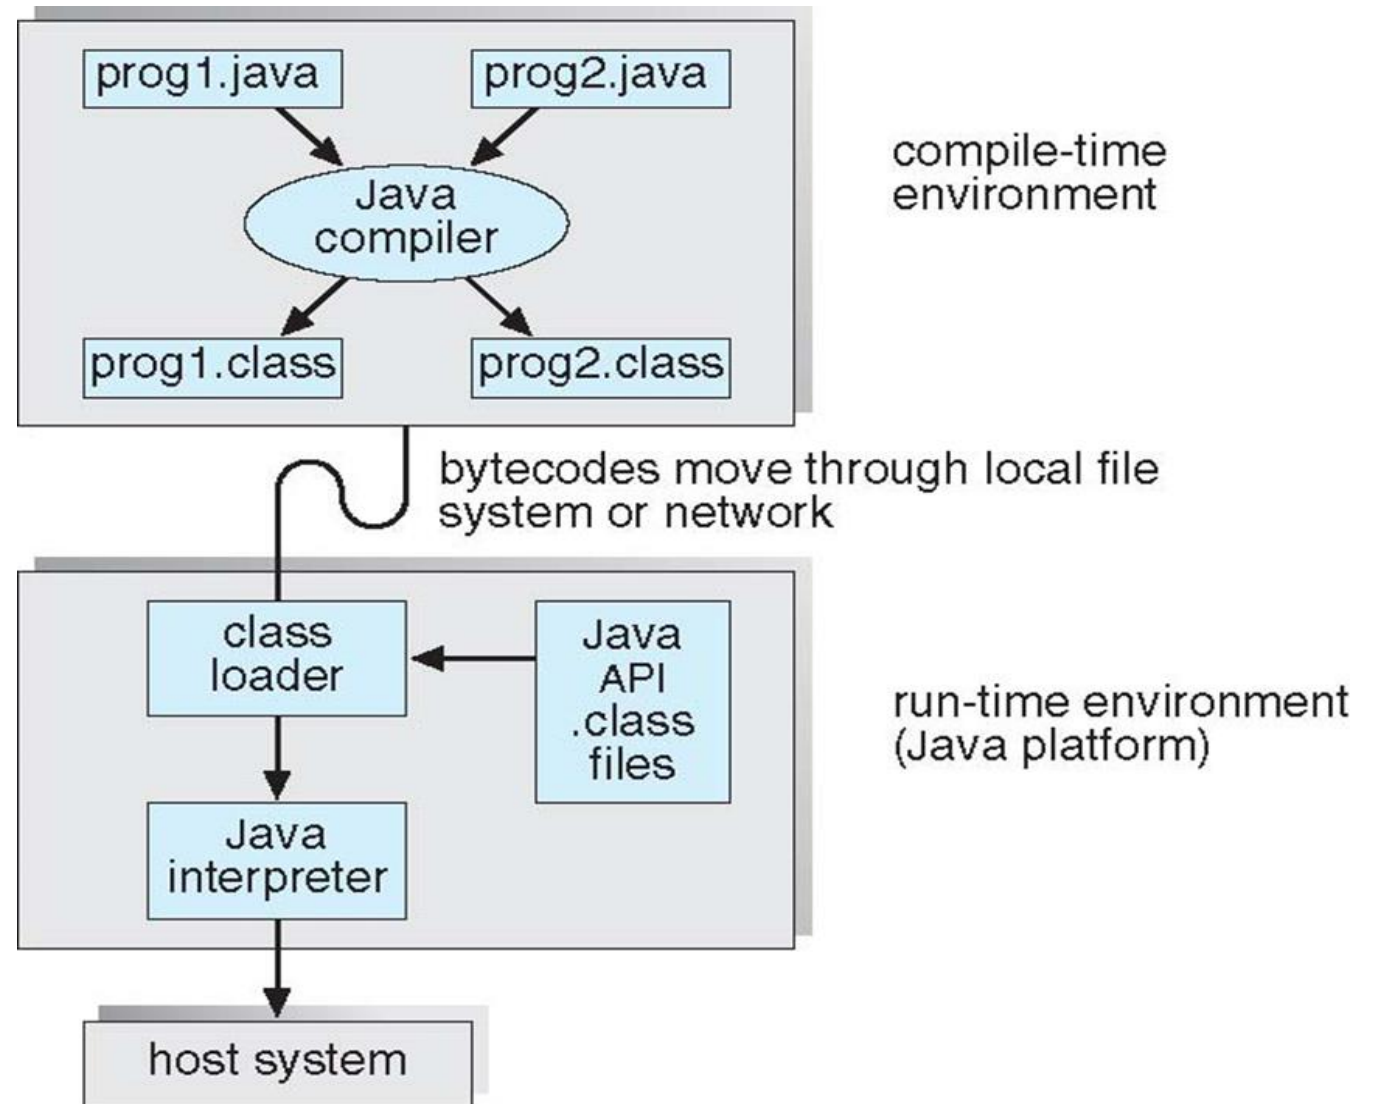 prog1.java
prog2.java
compile-time
environment
Java
compiler
prog1.class
prog2.class
bytecodes move through local file
system or network
class
loader
Java
API
.class
files
run-time environment
(Java platform)
Java
interpreter
host system